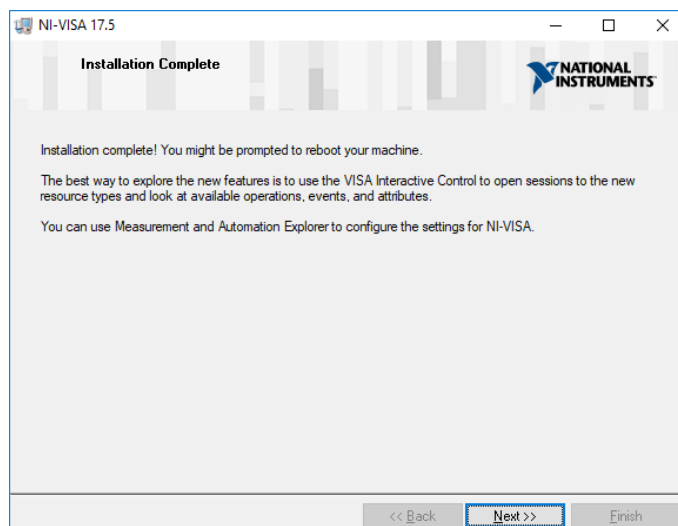 NI-VISA 17.5
Installation Complete
NATIONAL
INSTRUMENTS™
Installation complete! You might be prompted to reboot your machine.
The best way to explore the new features is to use the VISA Interactive Control to open sessions to the new
resource types and look at available operations, events, and attributes.
You can use Measurement and Automation Explorer to configure the settings for NI-VISA.
<< Back
Next >>
Finish